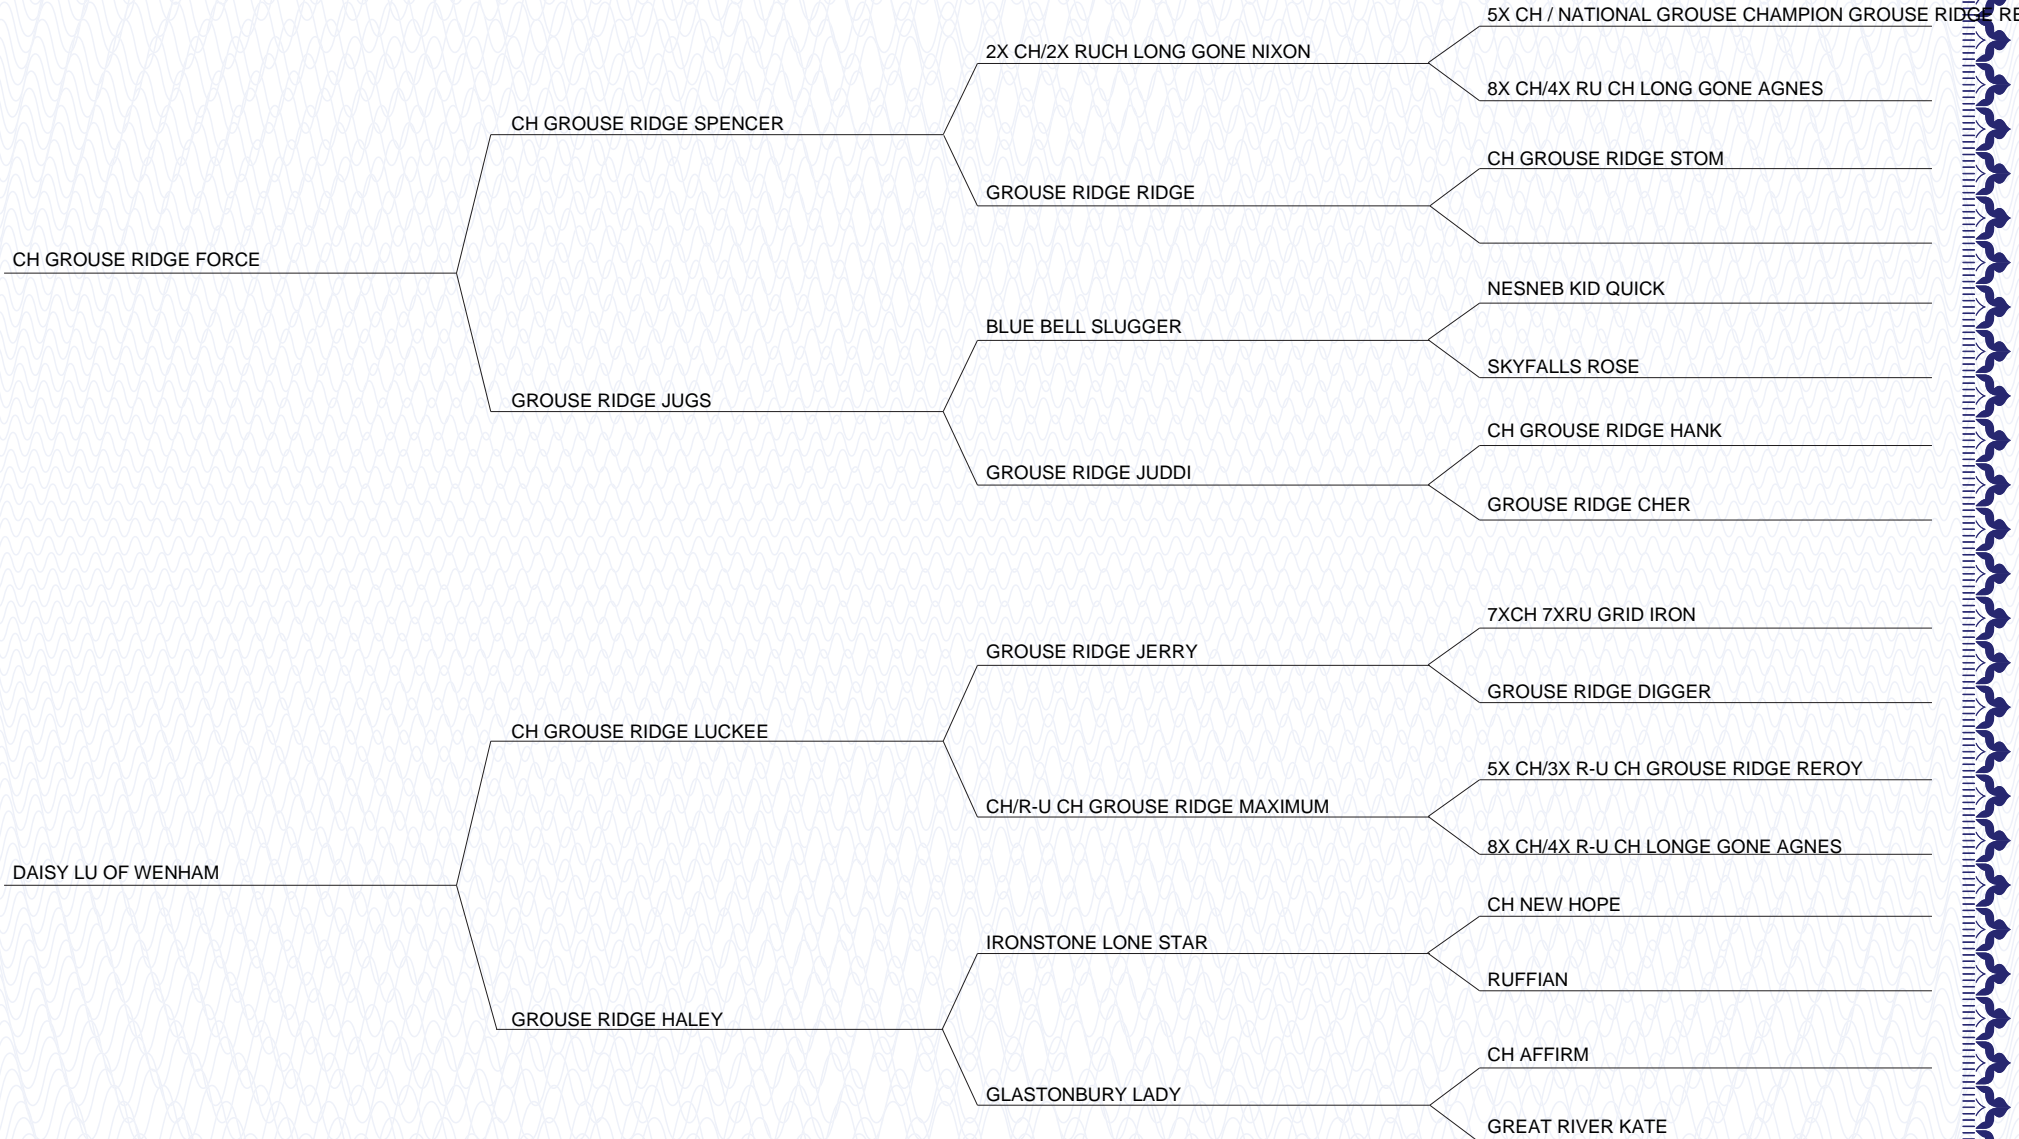 5X CH / NATIONAL GROUSE CHAMPION GROUSE RIDGE RE
2X CH/2X RUCH LONG GONE NIXON
8X CH/4X RU CH LONG GONE AGNES
CH GROUSE RIDGE SPENCER
CH GROUSE RIDGE STOM
GROUSE RIDGE RIDGE
CH GROUSE RIDGE FORCE
NESNEB KID QUICK
BLUE BELL SLUGGER
SKYFALLS ROSE
GROUSE RIDGE JUGS
CH GROUSE RIDGE HANK
GROUSE RIDGE JUDDI
GROUSE RIDGE CHER
7XCH 7XRU GRID IRON
GROUSE RIDGE JERRY
GROUSE RIDGE DIGGER
CH GROUSE RIDGE LUCKEE
5X CH/3X R-U CH GROUSE RIDGE REROY
CH/R-U CH GROUSE RIDGE MAXIMUM
8X CH/4X R-U CH LONGE GONE AGNES
DAISY LU OF WENHAM
CH NEW HOPE
IRONSTONE LONE STAR
RUFFIAN
GROUSE RIDGE HALEY
CH AFFIRM
GLASTONBURY LADY
GREAT RIVER KATE